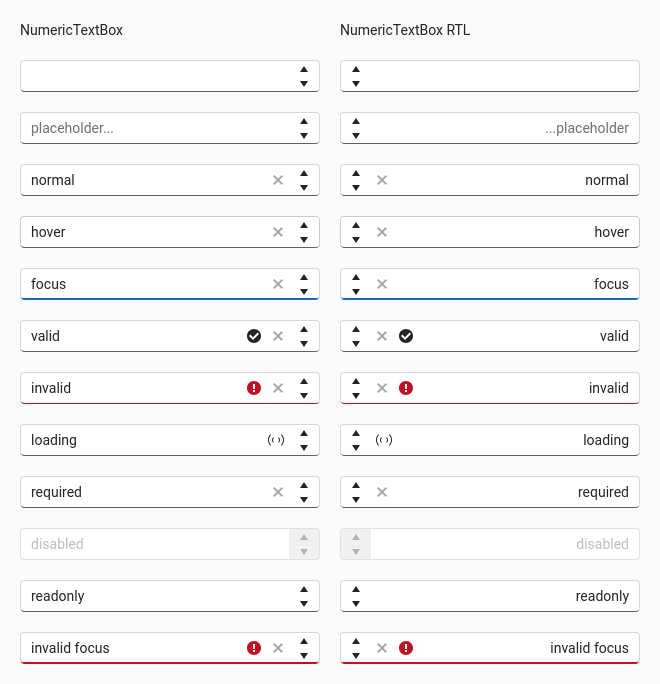 NumericTextBox NumericTextBox RTL
placeholder... ...placeholder
normal normal
hover hover
focus focus
valid valid
invalid invalid
loading loading
required required
disabled disabled
readonly readonly
invalid focus invalid focus